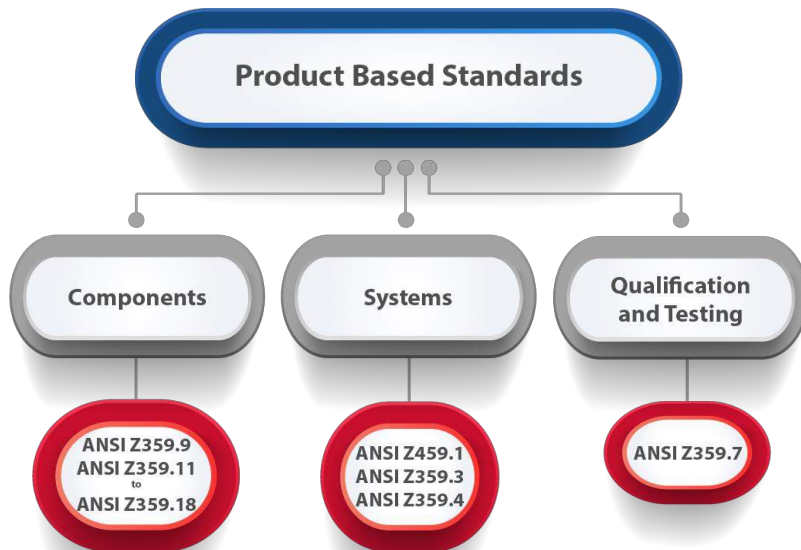 Product Based Standards
Components
Systems
Qualification
and Testing
ANSI Z359.9
ANSI Z359.11
to
ANSI Z359.18
ANSI Z459.1
ANSI Z359.3
ANSI Z359.4
ANSI Z359.7